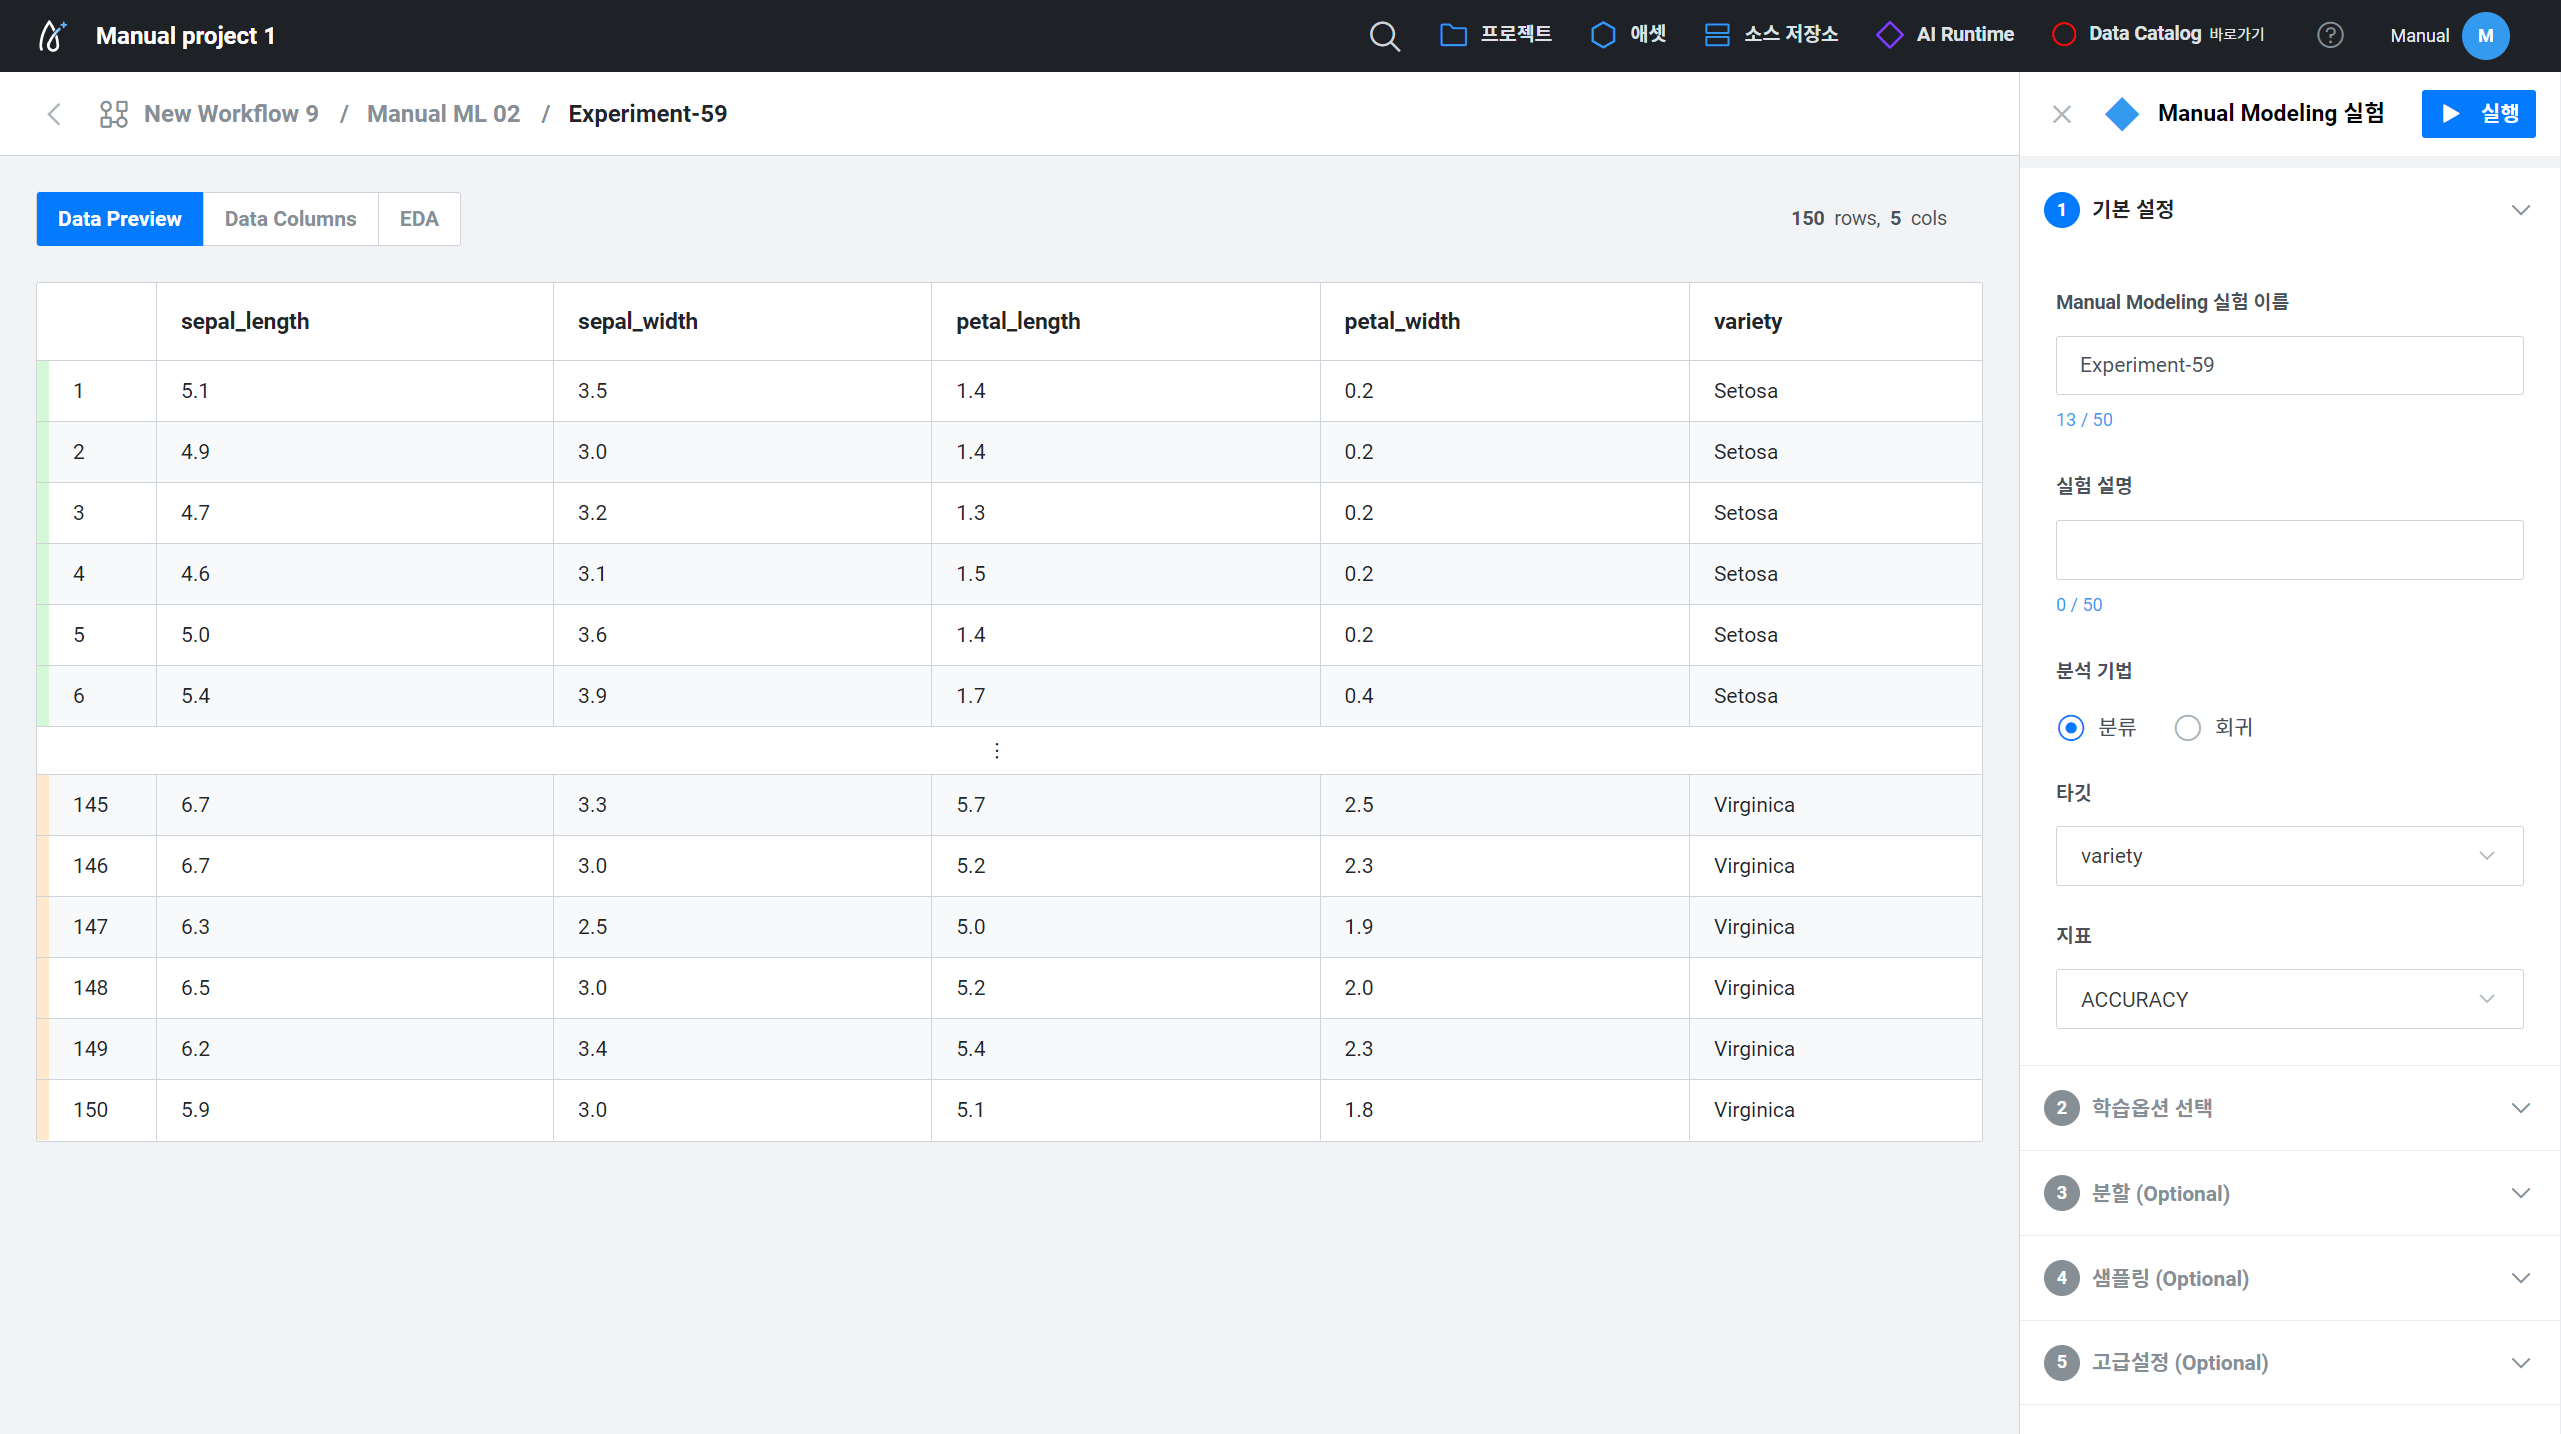 Manual project 1
프로젝트 애셋 소스 저장소 AI Runtime Data Catalog 바로가기 ? Manual M
New Workflow 9 / Manual ML 02 / Experiment-59
Data Preview Data Columns EDA
150 rows, 5 cols
sepal_length sepal_width petal_length petal_width variety
1 5.1 3.5 1.4 0.2 Setosa
2 4.9 3.0 1.4 0.2 Setosa
3 4.7 3.2 1.3 0.2 Setosa
4 4.6 3.1 1.5 0.2 Setosa
5 5.0 3.6 1.4 0.2 Setosa
6 5.4 3.9 1.7 0.4 Setosa
⋮
145 6.7 3.3 5.7 2.5 Virginica
146 6.7 3.0 5.2 2.3 Virginica
147 6.3 2.5 5.0 1.9 Virginica
148 6.5 3.0 5.2 2.0 Virginica
149 6.2 3.4 5.4 2.3 Virginica
150 5.9 3.0 5.1 1.8 Virginica
Manual Modeling 실험
실행
1 기본 설정
Manual Modeling 실험 이름
Experiment-59
13 / 50
실험 설명
0 / 50
분석 기법
분류 회귀
타깃
variety
지표
ACCURACY
2 학습옵션 선택
3 분할 (Optional)
4 샘플링 (Optional)
5 고급설정 (Optional)